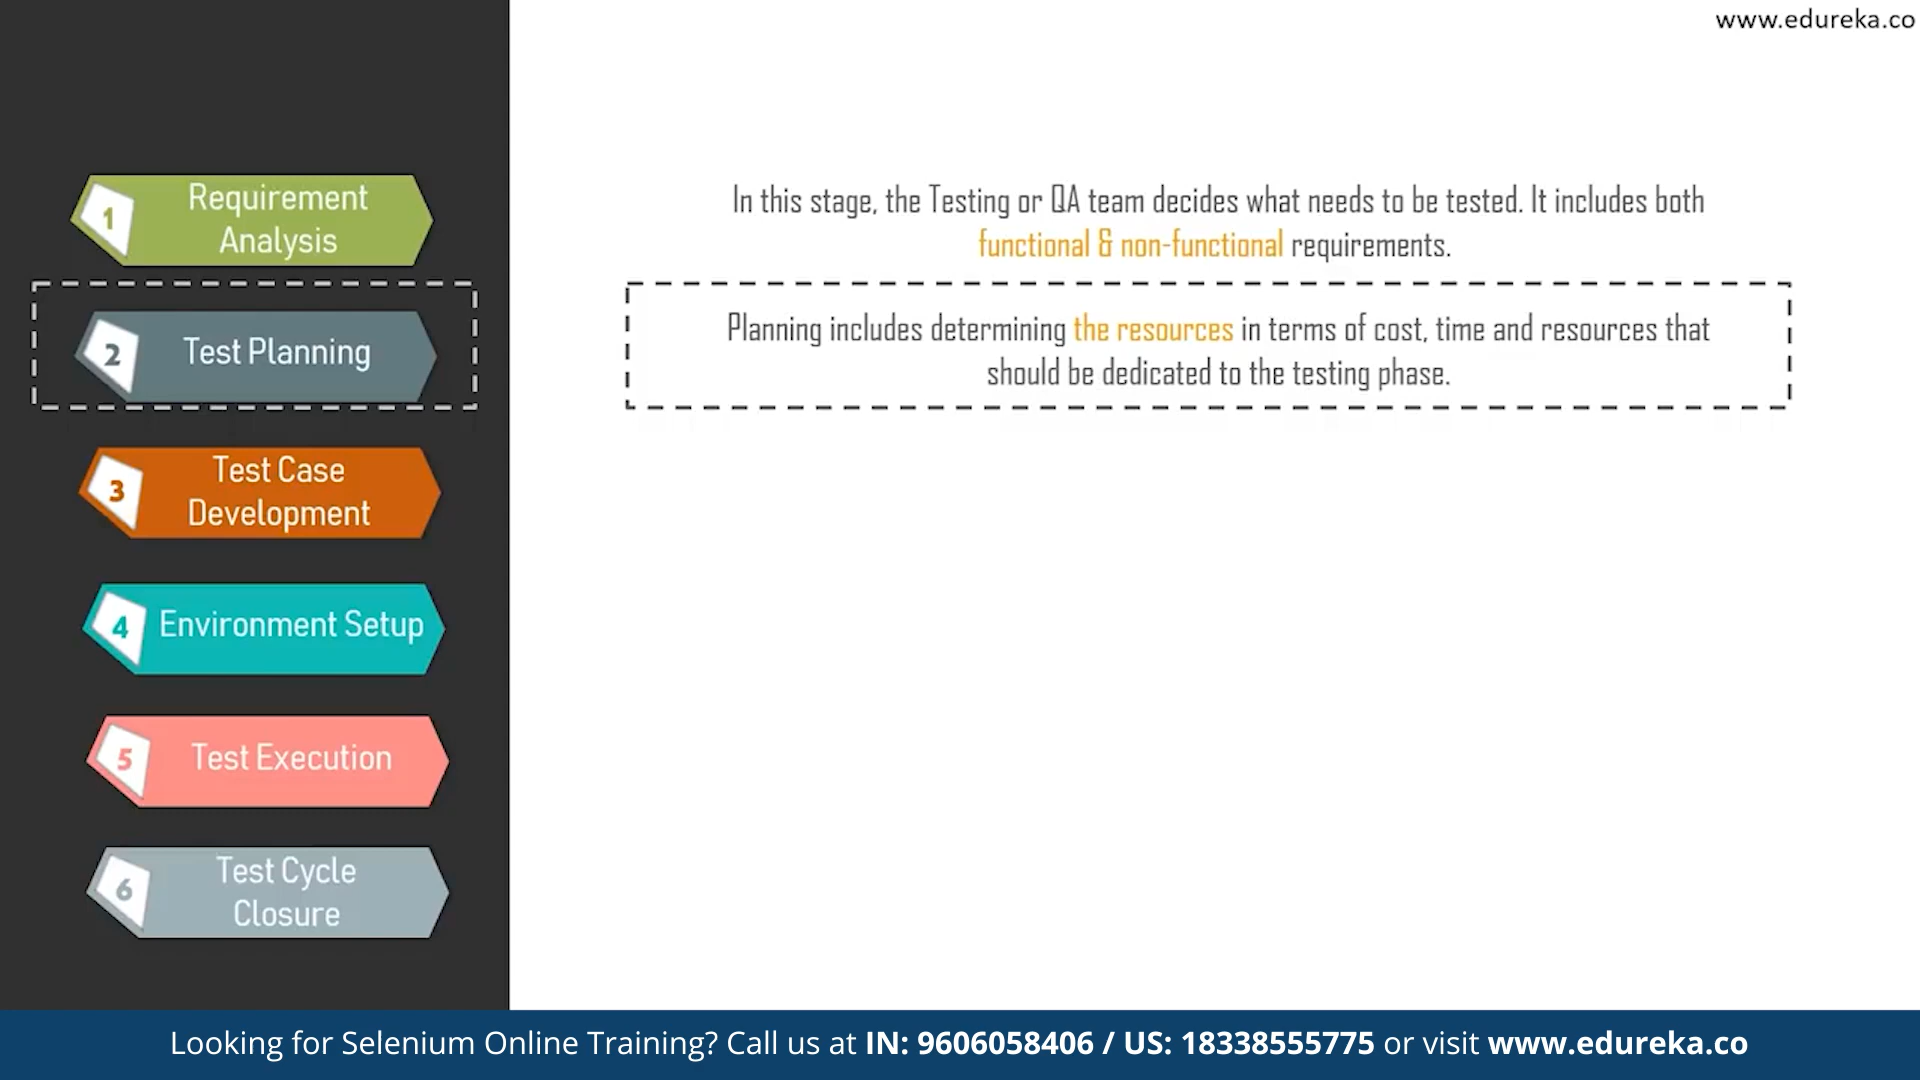 www.edureka.co
1
Requirement
Analysis
In this stage, the Testing or QA team decides what needs to be tested. It includes both
functional & non-functional requirements.
2
Test Planning
Planning includes determining the resources in terms of cost, time and resources that
should be dedicated to the testing phase.
3
Test Case
Development
4
Environment Setup
5
Test Execution
6
Test Cycle
Closure
Looking for Selenium Online Training? Call us at IN: 9606058406 / US: 18338555775 or visit www.edureka.co